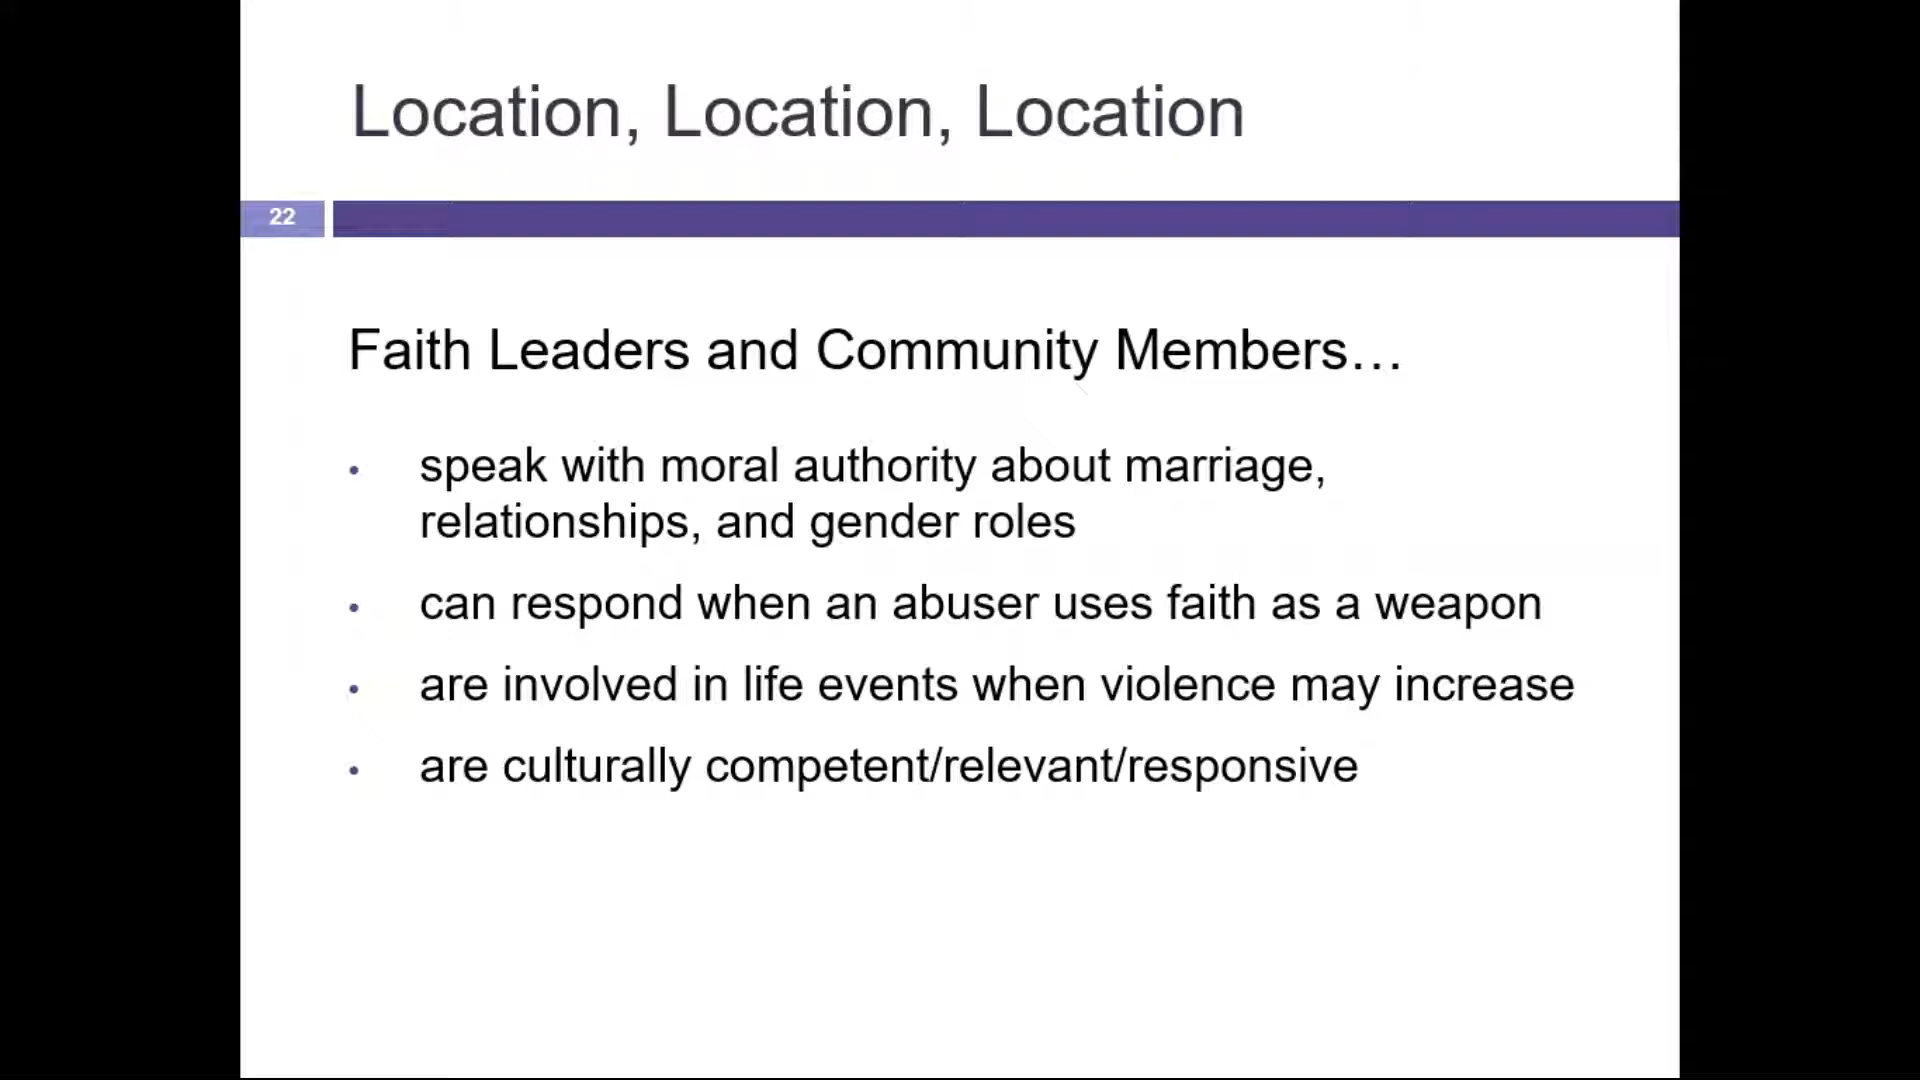 Location, Location, Location
22
Faith Leaders and Community Members…
• speak with moral authority about marriage,
relationships, and gender roles
• can respond when an abuser uses faith as a weapon
• are involved in life events when violence may increase
• are culturally competent/relevant/responsive